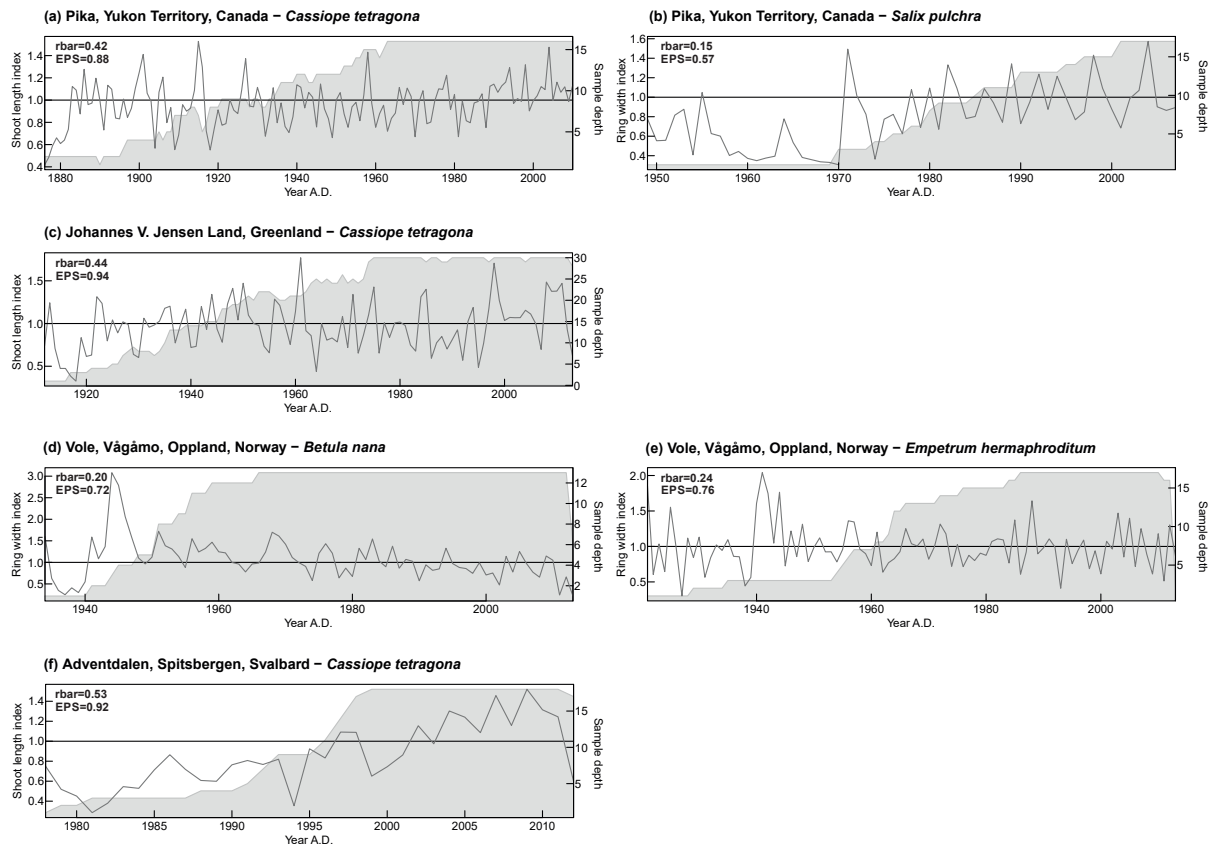 (a) Pika, Yukon Territory, Canada − Cassiope tetragona
rbar=0.42
EPS=0.88
Shoot length index
1.4
1.2
1.0
0.8
0.6
0.4
15
10
5
Sample depth
1880 1900 1920 1940 1960 1980 2000
Year A.D.
(b) Pika, Yukon Territory, Canada − Salix pulchra
rbar=0.15
EPS=0.57
Ring width index
1.6
1.4
1.2
1.0
0.8
0.6
0.4
15
10
5
Sample depth
1950 1960 1970 1980 1990 2000
Year A.D.
(c) Johannes V. Jensen Land, Greenland − Cassiope tetragona
rbar=0.44
EPS=0.94
Shoot length index
1.5
1.0
0.5
30
25
20
15
10
5
0
Sample depth
1920 1940 1960 1980 2000
Year A.D.
(d) Vole, Vågåmo, Oppland, Norway − Betula nana
rbar=0.20
EPS=0.72
Ring width index
3.0
2.5
2.0
1.5
1.0
0.5
12
10
8
6
4
2
Sample depth
1940 1960 1980 2000
Year A.D.
(e) Vole, Vågåmo, Oppland, Norway − Empetrum hermaphroditum
rbar=0.24
EPS=0.76
Ring width index
2.0
1.5
1.0
0.5
15
10
5
Sample depth
1940 1960 1980 2000
Year A.D.
(f) Adventdalen, Spitsbergen, Svalbard − Cassiope tetragona
rbar=0.53
EPS=0.92
Shoot length index
1.4
1.2
1.0
0.8
0.6
0.4
15
10
5
Sample depth
1980 1985 1990 1995 2000 2005 2010
Year A.D.